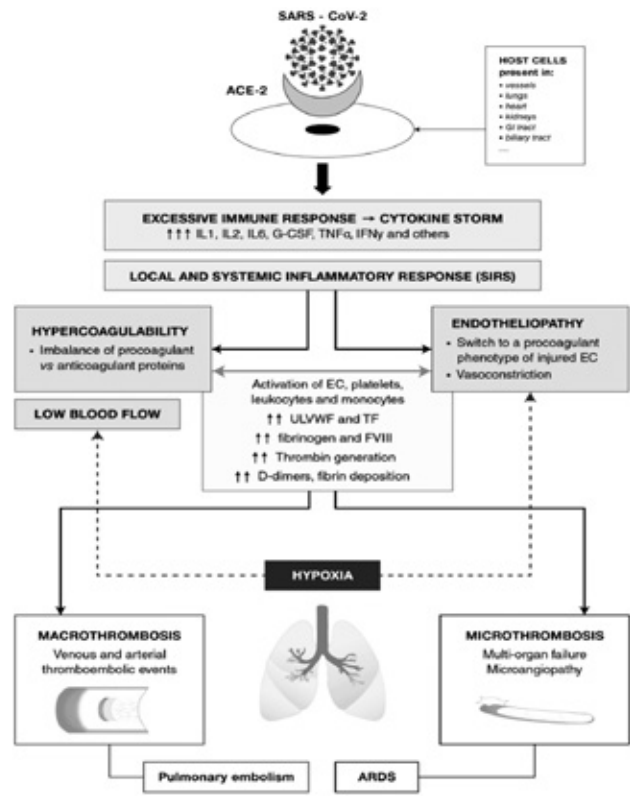 SARS - CoV-2
ACE-2
HOST CELLS
present in:
• vessels
• lungs
• heart
• kidneys
• GI tract
• biliary tract
....
EXCESSIVE IMMUNE RESPONSE → CYTOKINE STORM
↑↑↑ IL1, IL2, IL6, G-CSF, TNFα, IFNγ and others
LOCAL AND SYSTEMIC INFLAMMATORY RESPONSE (SIRS)
HYPERCOAGULABILITY
• Imbalance of procoagulant
vs anticoagulant proteins
LOW BLOOD FLOW
ENDOTHELIOPATHY
• Switch to a procoagulant
phenotype of injured EC
• Vasoconstriction
Activation of EC, platelets,
leukocytes and monocytes
↑↑ ULVWF and TF
↑↑ fibrinogen and FVIII
↑↑ Thrombin generation
↑↑ D-dimers, fibrin deposition
HYPOXIA
MACROTHROMBOSIS
Venous and arterial
thromboembolic events
MICROTHROMBOSIS
Multi-organ failure
Microangiopathy
Pulmonary embolism
ARDS